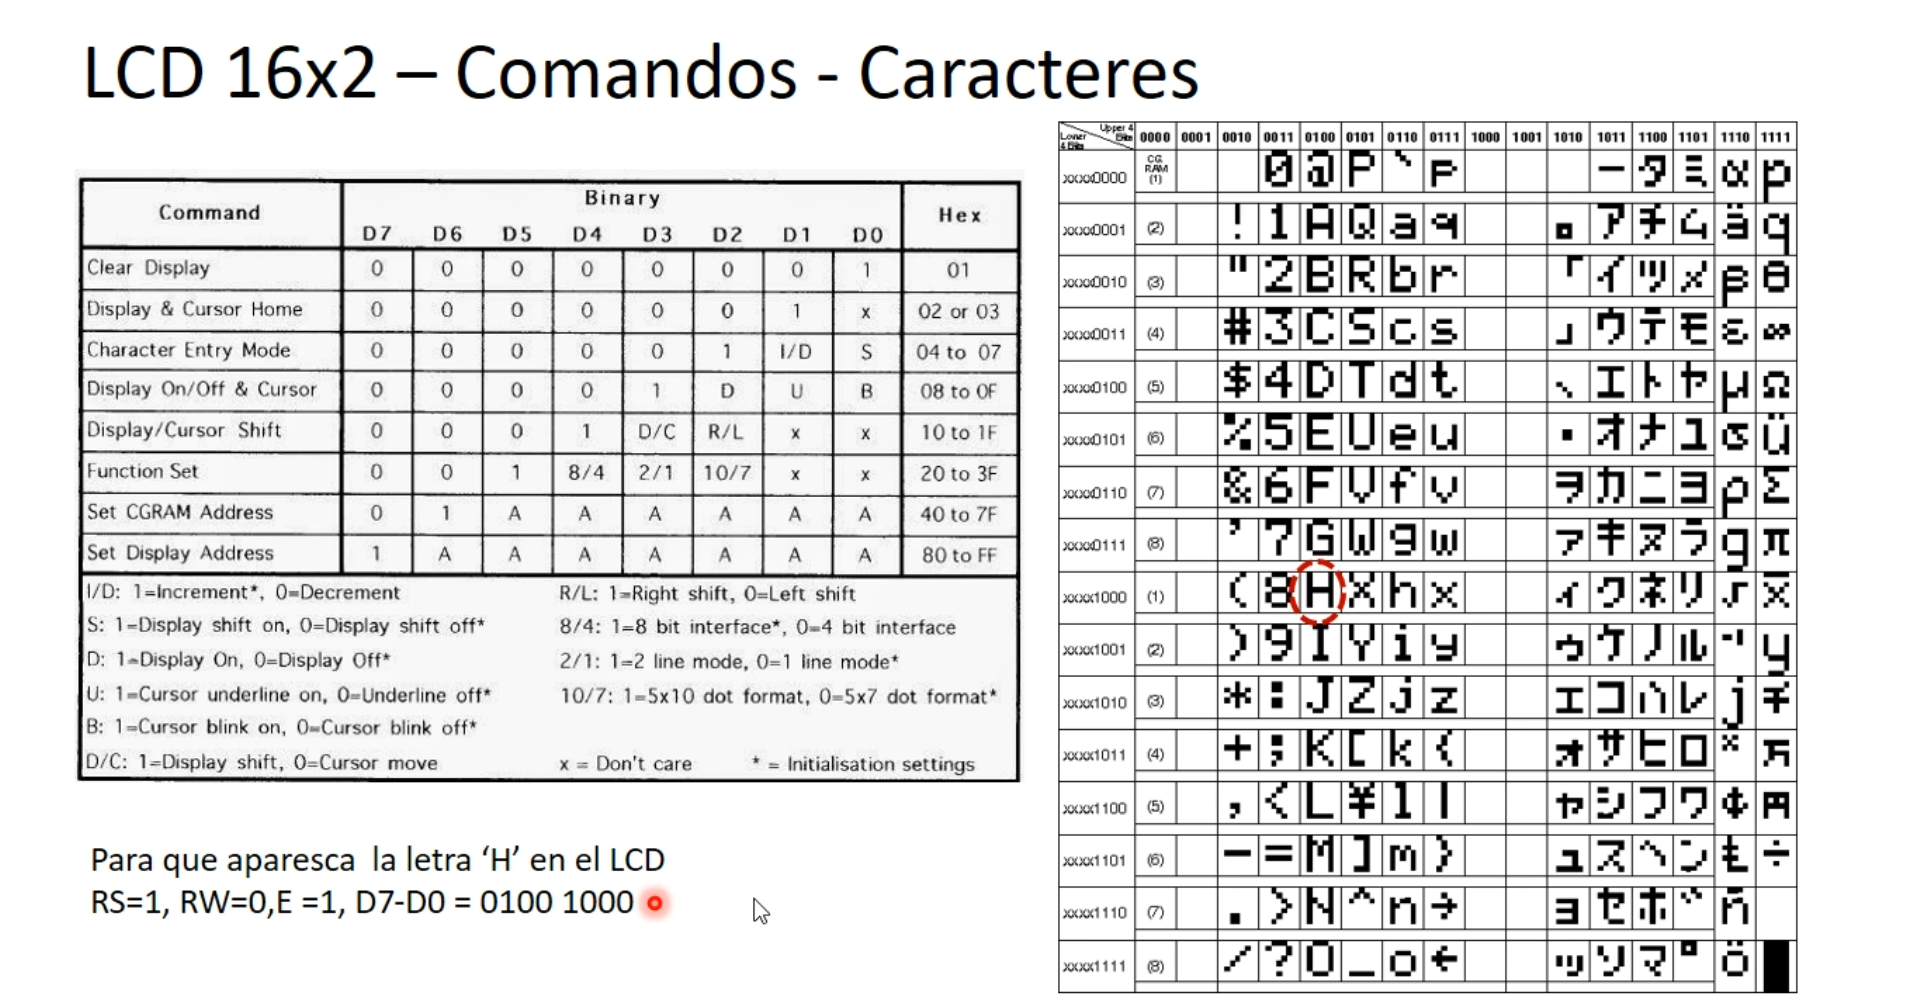 LCD 16x2 – Comandos - Caracteres
Command Binary Hex
D7 D6 D5 D4 D3 D2 D1 D0
Clear Display 0 0 0 0 0 0 0 1 01
Display & Cursor Home 0 0 0 0 0 0 1 x 02 or 03
Character Entry Mode 0 0 0 0 0 1 I/D S 04 to 07
Display On/Off & Cursor 0 0 0 0 1 D U B 08 to 0F
Display/Cursor Shift 0 0 0 1 D/C R/L x x 10 to 1F
Function Set 0 0 1 8/4 2/1 10/7 x x 20 to 3F
Set CGRAM Address 0 1 A A A A A A 40 to 7F
Set Display Address 1 A A A A A A A 80 to FF
I/D: 1=Increment*, 0=Decrement R/L: 1=Right shift, 0=Left shift
S: 1=Display shift on, 0=Display shift off* 8/4: 1=8 bit interface*, 0=4 bit interface
D: 1=Display On, 0=Display Off* 2/1: 1=2 line mode, 0=1 line mode*
U: 1=Cursor underline on, 0=Underline off* 10/7: 1=5x10 dot format, 0=5x7 dot format*
B: 1=Cursor blink on, 0=Cursor blink off*
D/C: 1=Display shift, 0=Cursor move x = Don't care * = Initialisation settings
Para que aparesca la letra ‘H’ en el LCD
RS=1, RW=0,E =1, D7-D0 = 0100 1000
Lower 4 Bits Upper 4 Bits 0000 0001 0010 0011 0100 0101 0110 0111 1000 1001 1010 1011 1100 1101 1110 1111
xxxx0000 CG RAM (1) 0 @ P ` p ー タ ミ α p
xxxx0001 (2) ! 1 A Q a q 。 ア チ ム ä q
xxxx0010 (3) " 2 B R b r 「 イ ツ メ β θ
xxxx0011 (4) # 3 C S c s 」 ウ テ モ ε ∞
xxxx0100 (5) $ 4 D T d t 、 エ ト ヤ μ Ω
xxxx0101 (6) % 5 E U e u ・ オ ナ ユ σ ü
xxxx0110 (7) & 6 F V f v ヲ カ ニ ヨ ρ Σ
xxxx0111 (8) ' 7 G W g w ァ キ ヌ ラ g π
xxxx1000 (1) ( 8 H X h x ィ ク ネ リ √ x̄
xxxx1001 (2) ) 9 I Y i y ゥ ケ ノ ル ⁻¹ y
xxxx1010 (3) * : J Z j z ェ コ ハ レ j 千
xxxx1011 (4) + ; K [ k { ォ サ ヒ ロ ˣ 万
xxxx1100 (5) , < L ¥ l | ャ シ フ ワ ¢ 円
xxxx1101 (6) - = M ] m } ュ ス ヘ ン £ ÷
xxxx1110 (7) . > N ^ n → ョ セ ホ ゛ ñ
xxxx1111 (8) / ? O _ o ← ッ ソ マ ゜ ö █